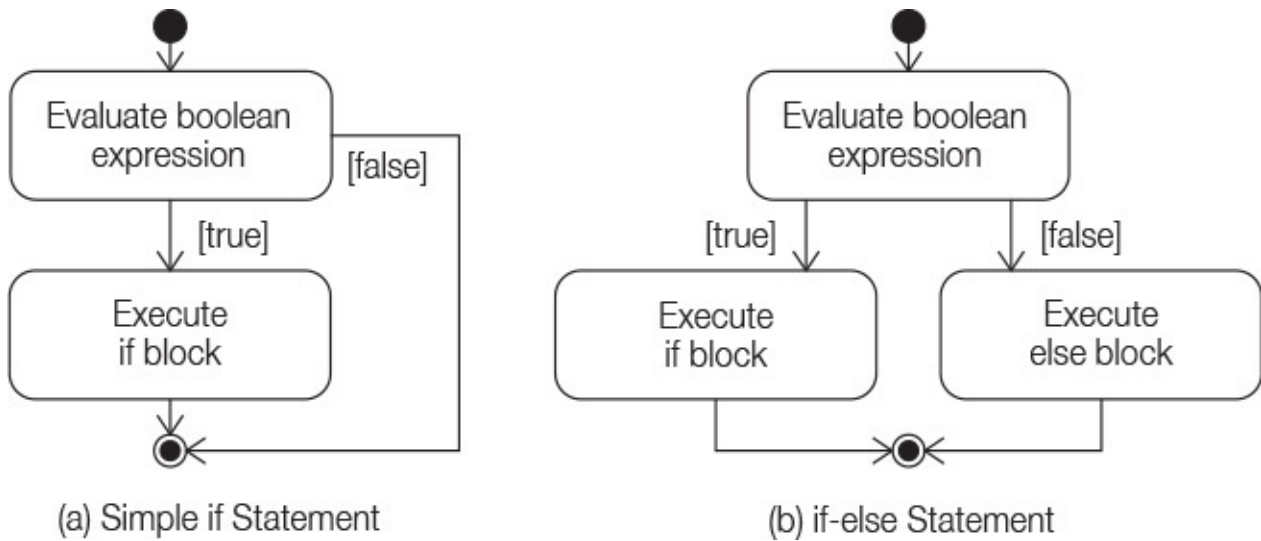 Evaluate boolean
expression
[false]
[true]
Execute
if block
(a) Simple if Statement
Evaluate boolean
expression
[true]
[false]
Execute
if block
Execute
else block
(b) if-else Statement